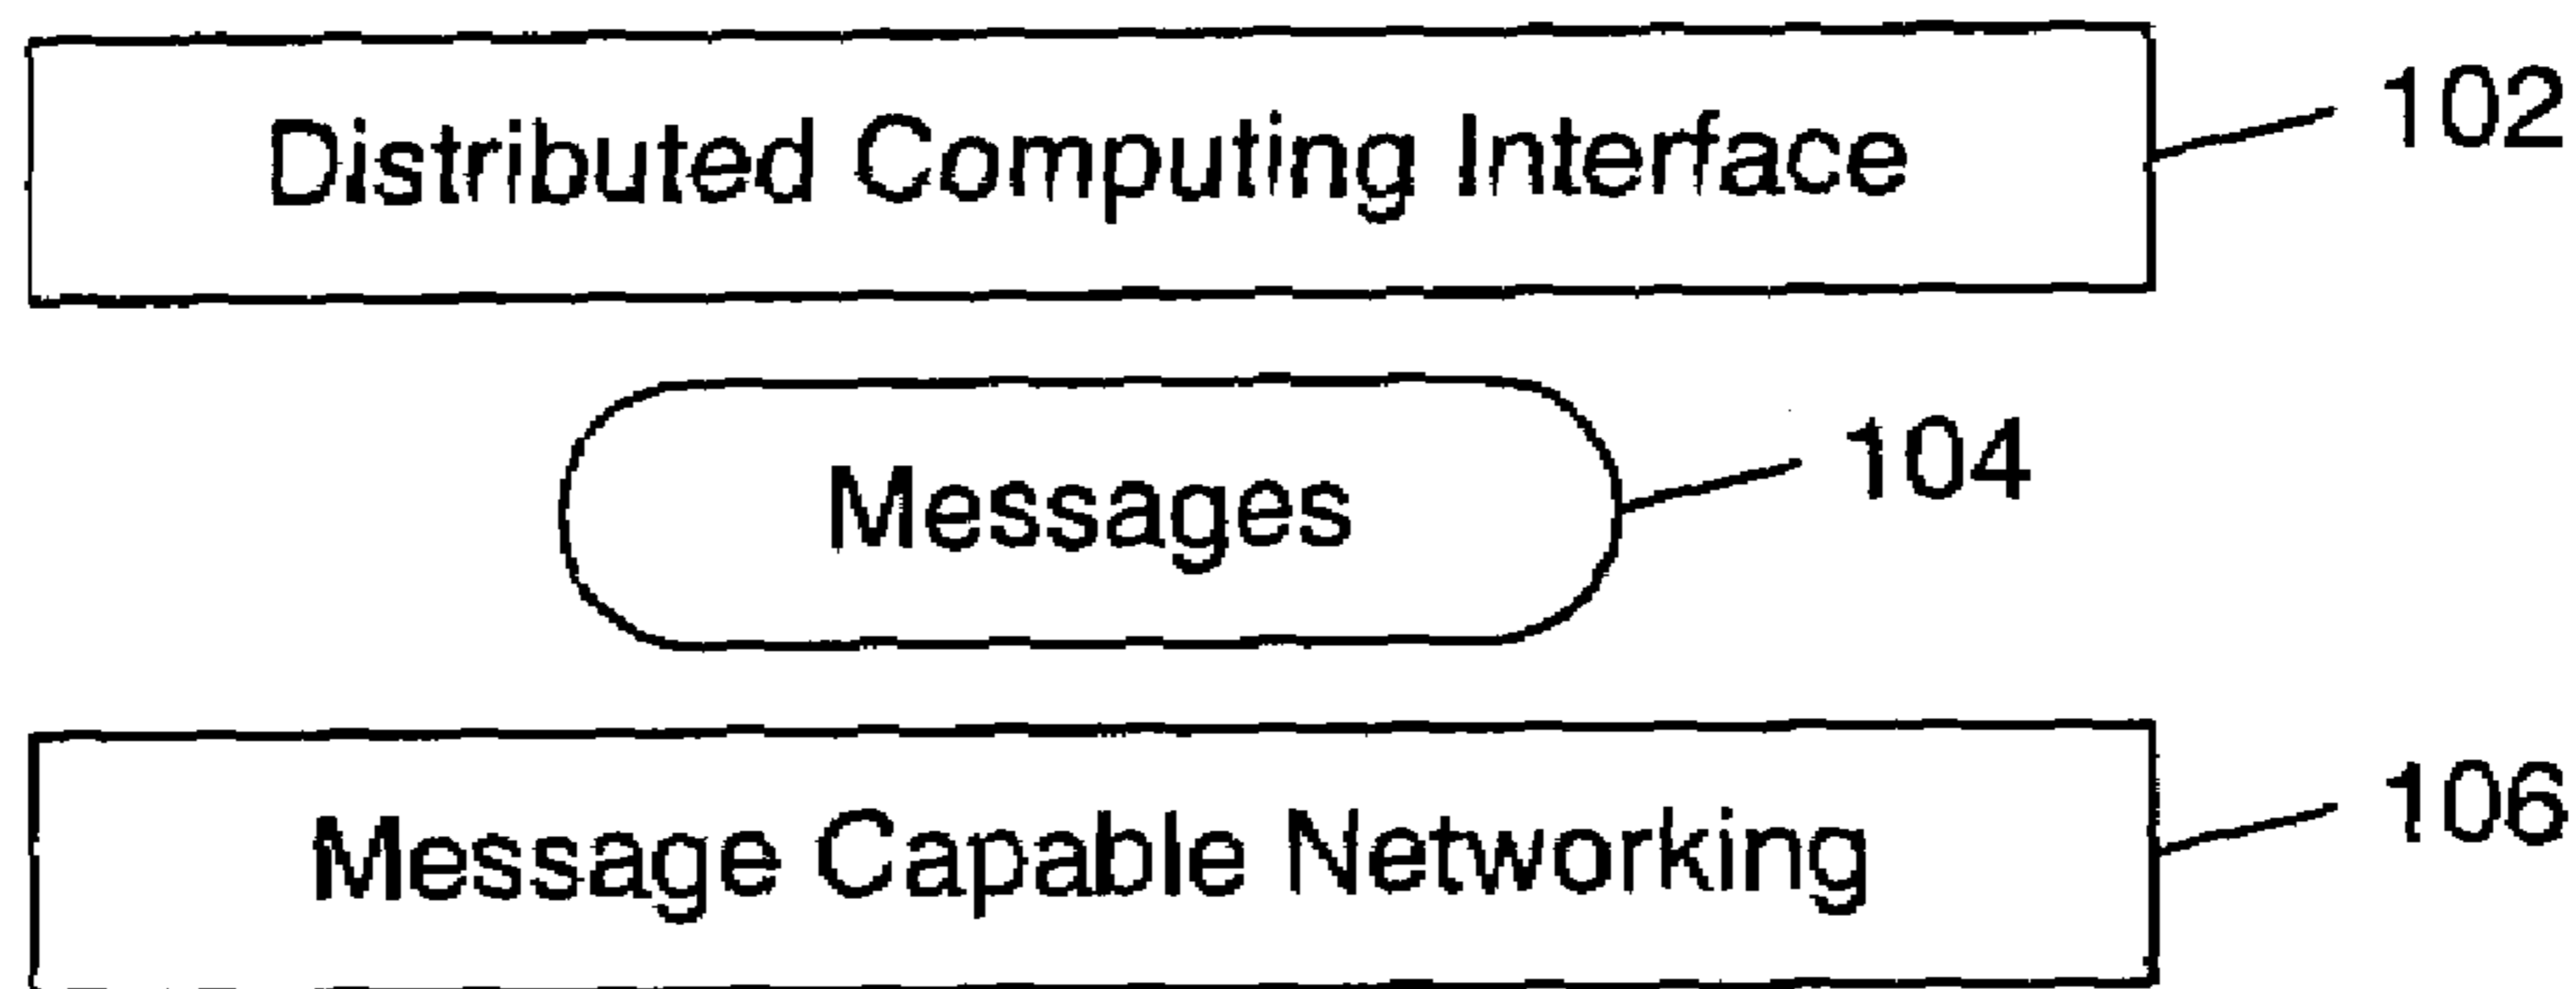 Distributed Computing Interface 102
Messages 104
Message Capable Networking 106